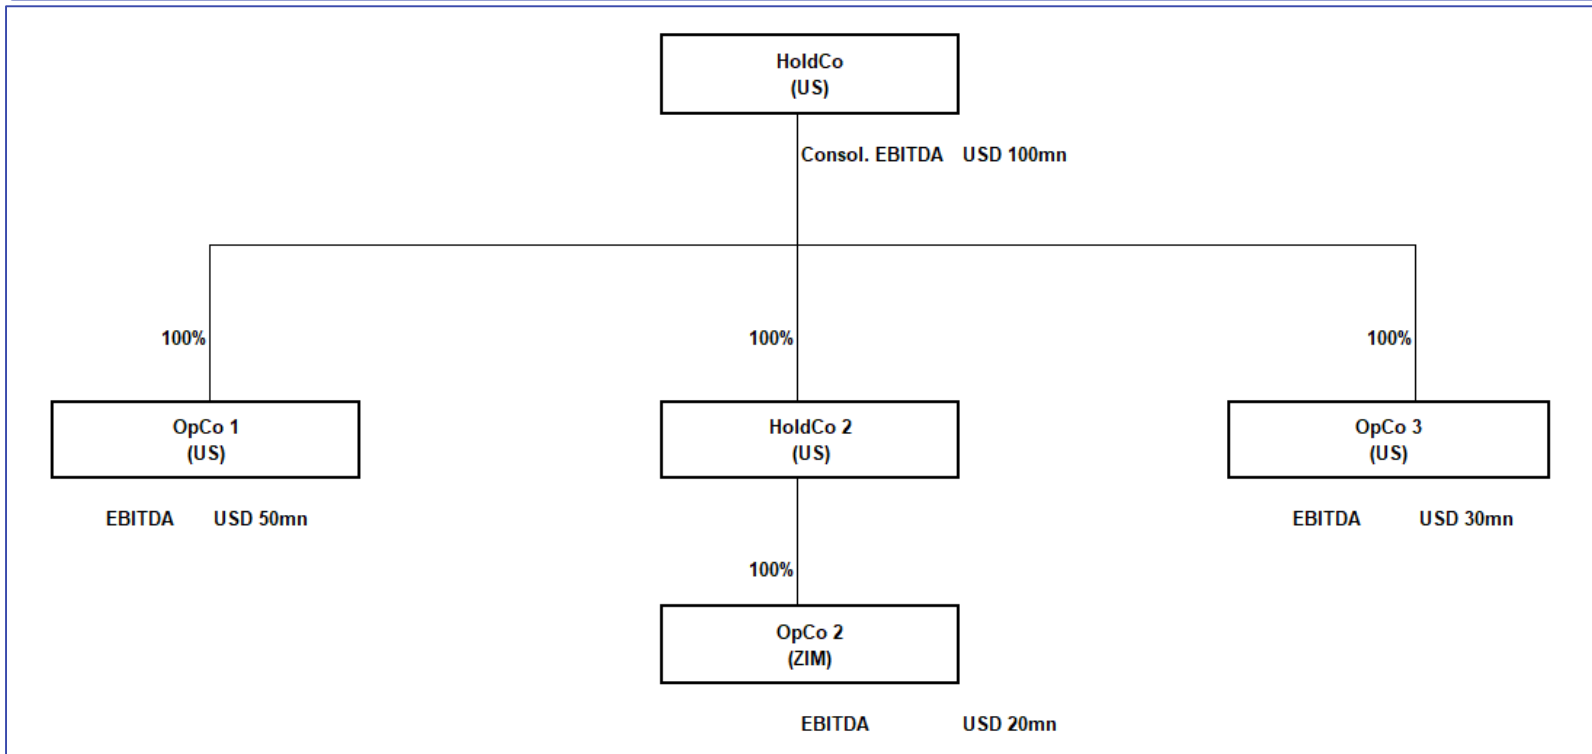 HoldCo
(US)
Consol. EBITDA USD 100mn
100% 100% 100%
OpCo 1
(US)
HoldCo 2
(US)
OpCo 3
(US)
EBITDA USD 50mn
EBITDA USD 30mn
100%
OpCo 2
(ZIM)
EBITDA USD 20mn